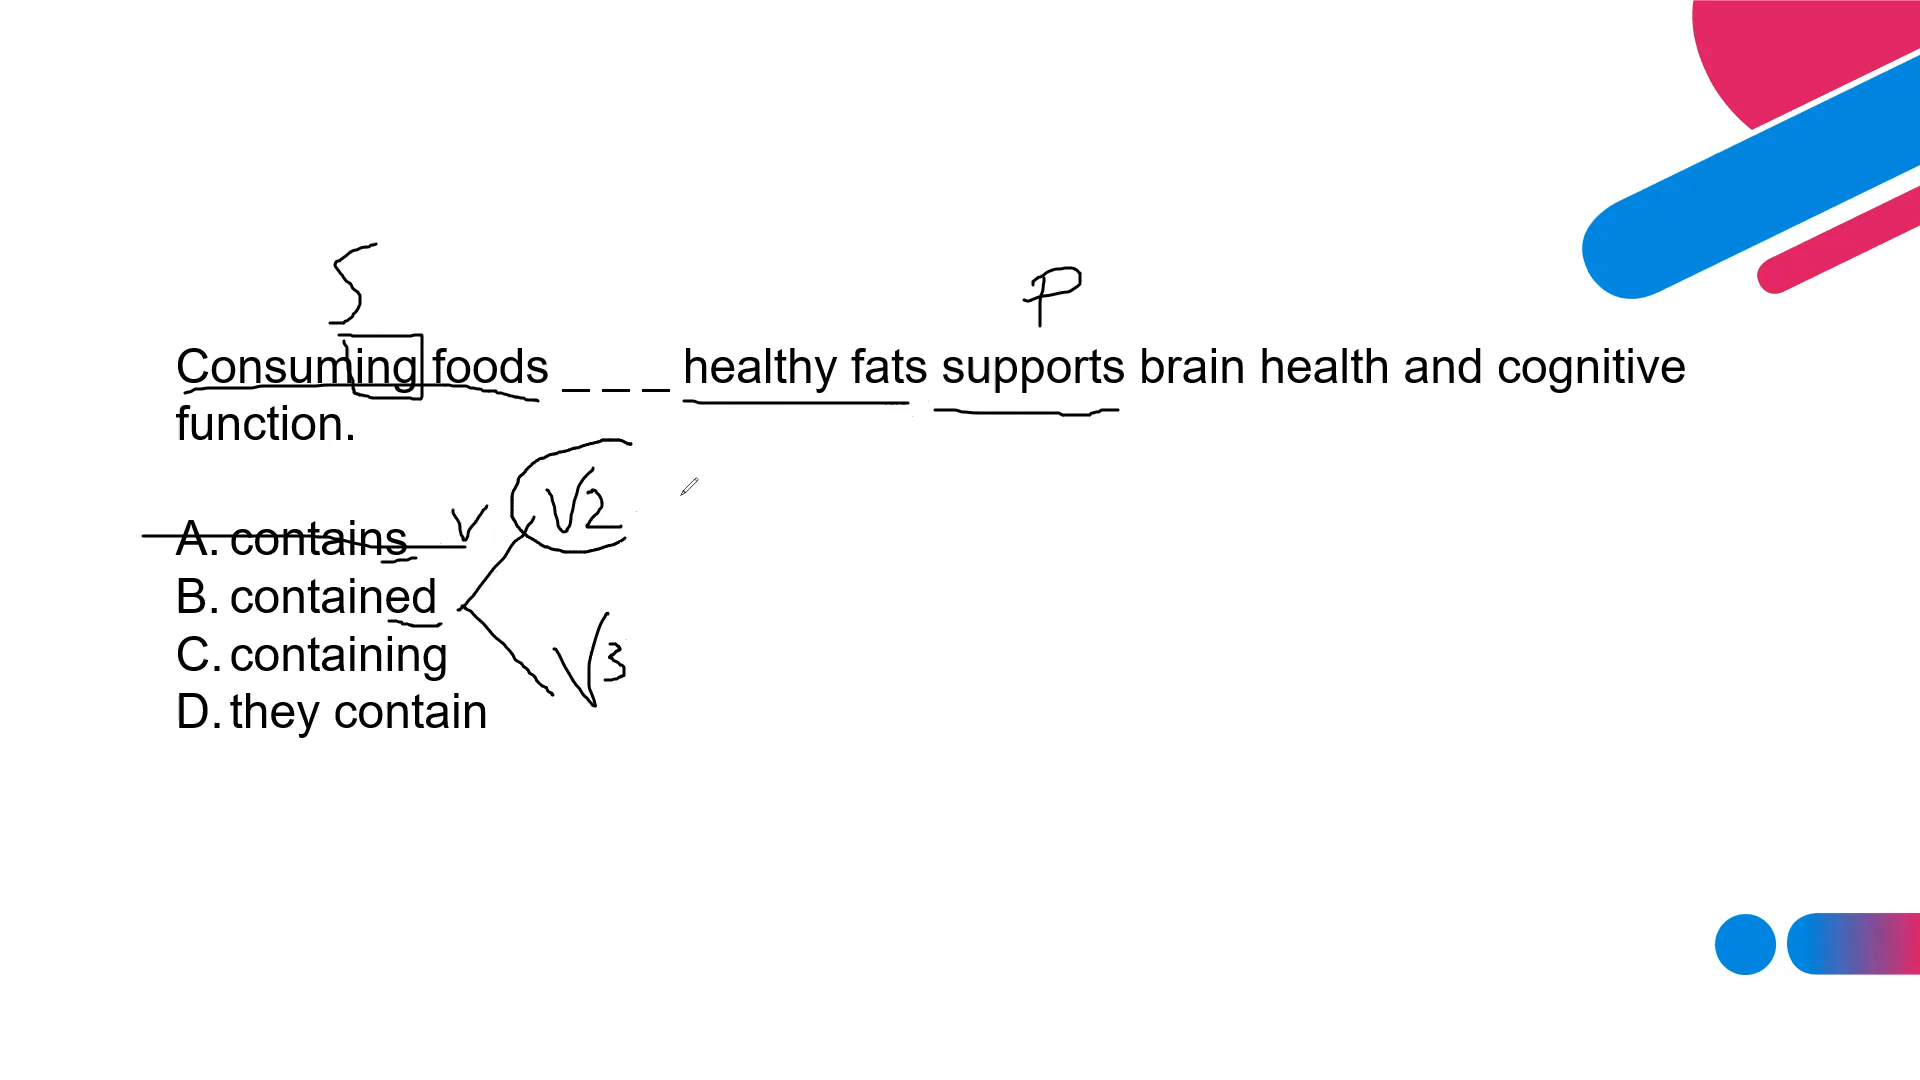 S
P
Consuming foods _ _ _ healthy fats supports brain health and cognitive
function.
V2
A. contains V
B. contained
C. containing
V3
D. they contain